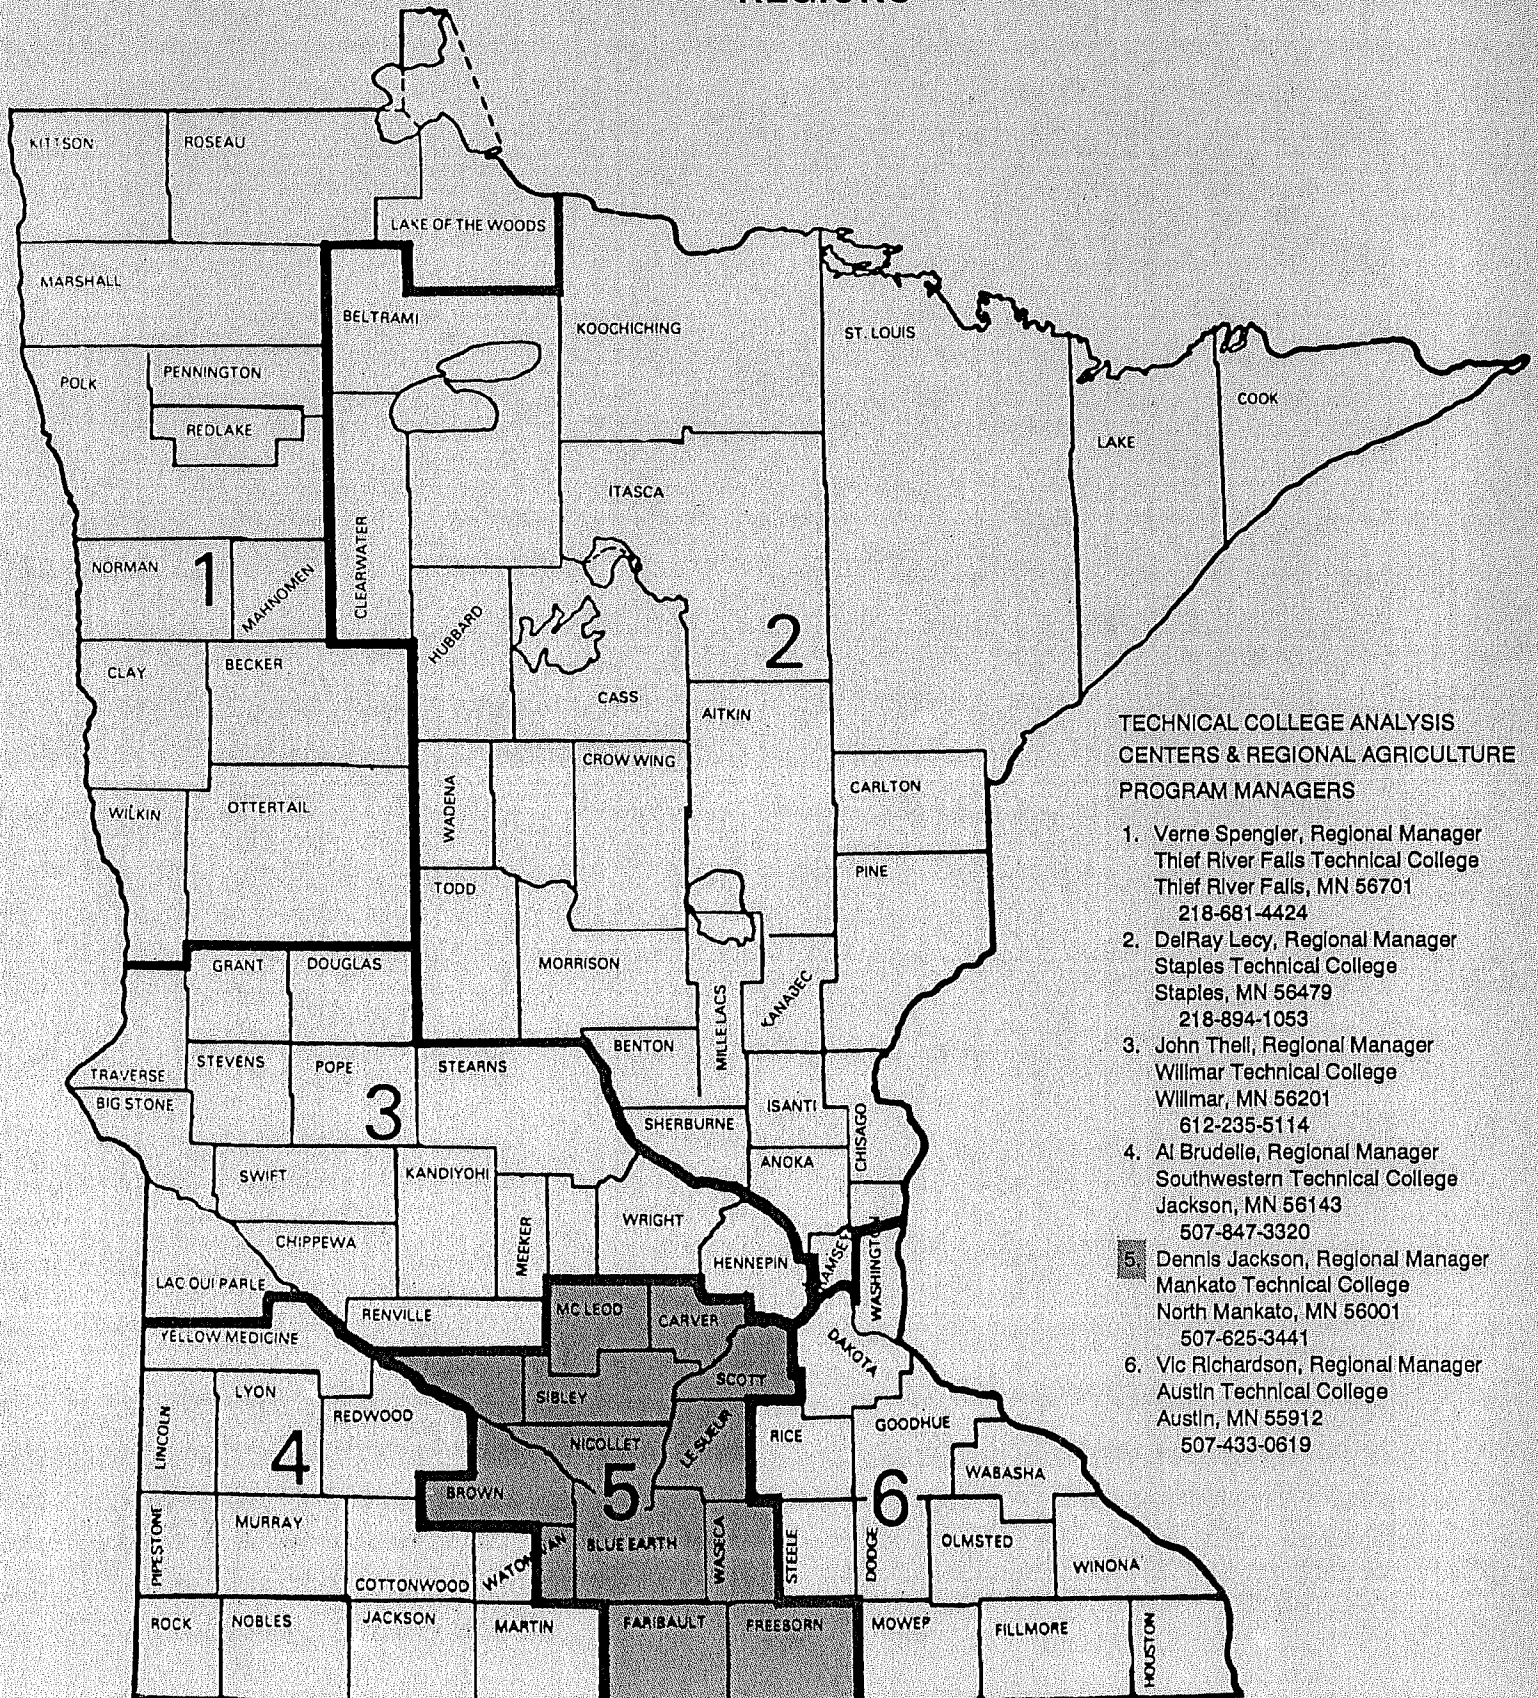 REGIONS
KITTSON
ROSEAU
LAKE OF THE WOODS
MARSHALL
BELTRAMI
KOOCHICHING
ST. LOUIS
POLK
PENNINGTON
REDLAKE
COOK
LAKE
ITASCA
NORMAN
1
MAHNOMEN
CLEARWATER
HUBBARD
2
CLAY
BECKER
CASS
AITKIN
CROW WING
WADENA
CARLTON
WILKIN
OTTERTAIL
PINE
TODD
MORRISON
GRANT
DOUGLAS
MILLE LACS
KANABEC
BENTON
TRAVERSE
STEVENS
POPE
STEARNS
BIG STONE
3
SHERBURNE
ISANTI
CHISAGO
ANOKA
SWIFT
KANDIYOHI
MEEKER
WRIGHT
CHIPPEWA
HENNEPIN
RAMSEY
WASHINGTON
LAC QUI PARLE
RENVILLE
MC LEOD
CARVER
YELLOW MEDICINE
DAKOTA
SCOTT
SIBLEY
LYON
LINCOLN
REDWOOD
4
NICOLLET
LE SUEUR
RICE
GOODHUE
WABASHA
BROWN
5
6
PIPESTONE
MURRAY
COTTONWOOD
WATONWAN
BLUE EARTH
WASECA
STEELE
DODGE
OLMSTED
WINONA
ROCK
NOBLES
JACKSON
MARTIN
FARIBAULT
FREEBORN
MOWEP
FILLMORE
HOUSTON
TECHNICAL COLLEGE ANALYSIS
CENTERS & REGIONAL AGRICULTURE
PROGRAM MANAGERS
1. Verne Spengler, Regional Manager
Thief River Falls Technical College
Thief River Falls, MN 56701
218-681-4424
2. DelRay Lecy, Regional Manager
Staples Technical College
Staples, MN 56479
218-894-1053
3. John Thell, Regional Manager
Willmar Technical College
Willmar, MN 56201
612-235-5114
4. Al Brudelie, Regional Manager
Southwestern Technical College
Jackson, MN 56143
507-847-3320
5. Dennis Jackson, Regional Manager
Mankato Technical College
North Mankato, MN 56001
507-625-3441
6. Vic Richardson, Regional Manager
Austin Technical College
Austin, MN 55912
507-433-0619